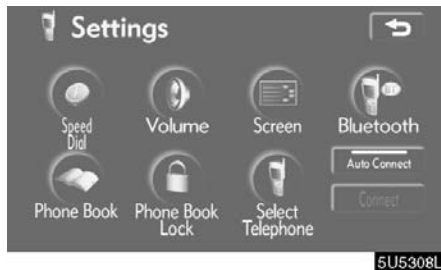 Settings
Speed
Dial
Volume
Screen
Bluetooth
Auto Connect
Phone Book
Phone Book
Lock
Select
Telephone
Connect
5U5308L